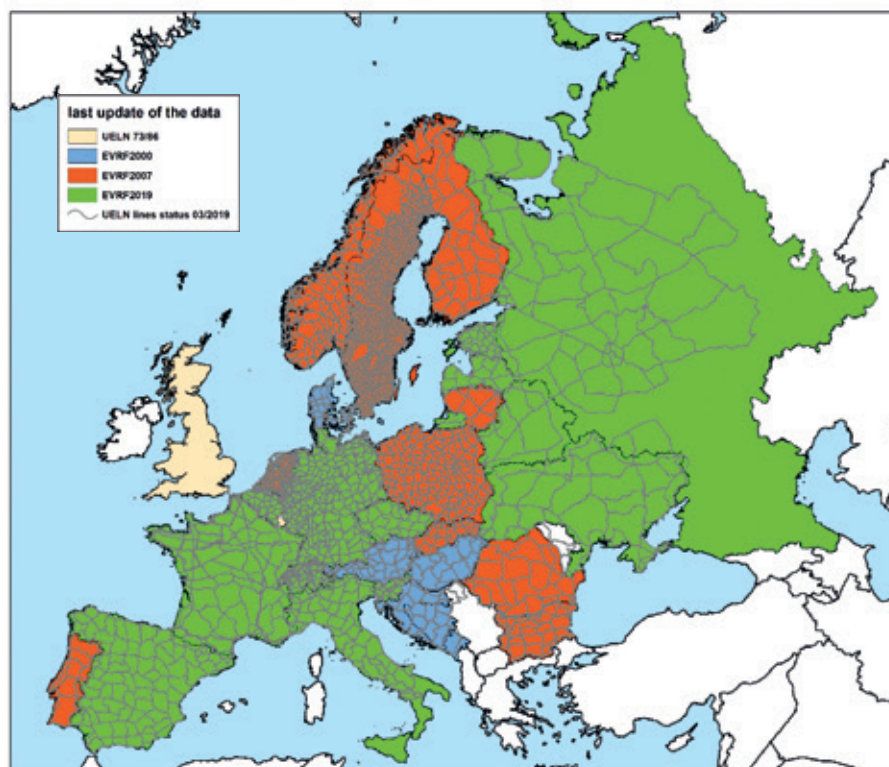 last update of the data
UELN 73/86
EVRF2000
EVRF2007
EVRF2019
UELN lines status 03/2019